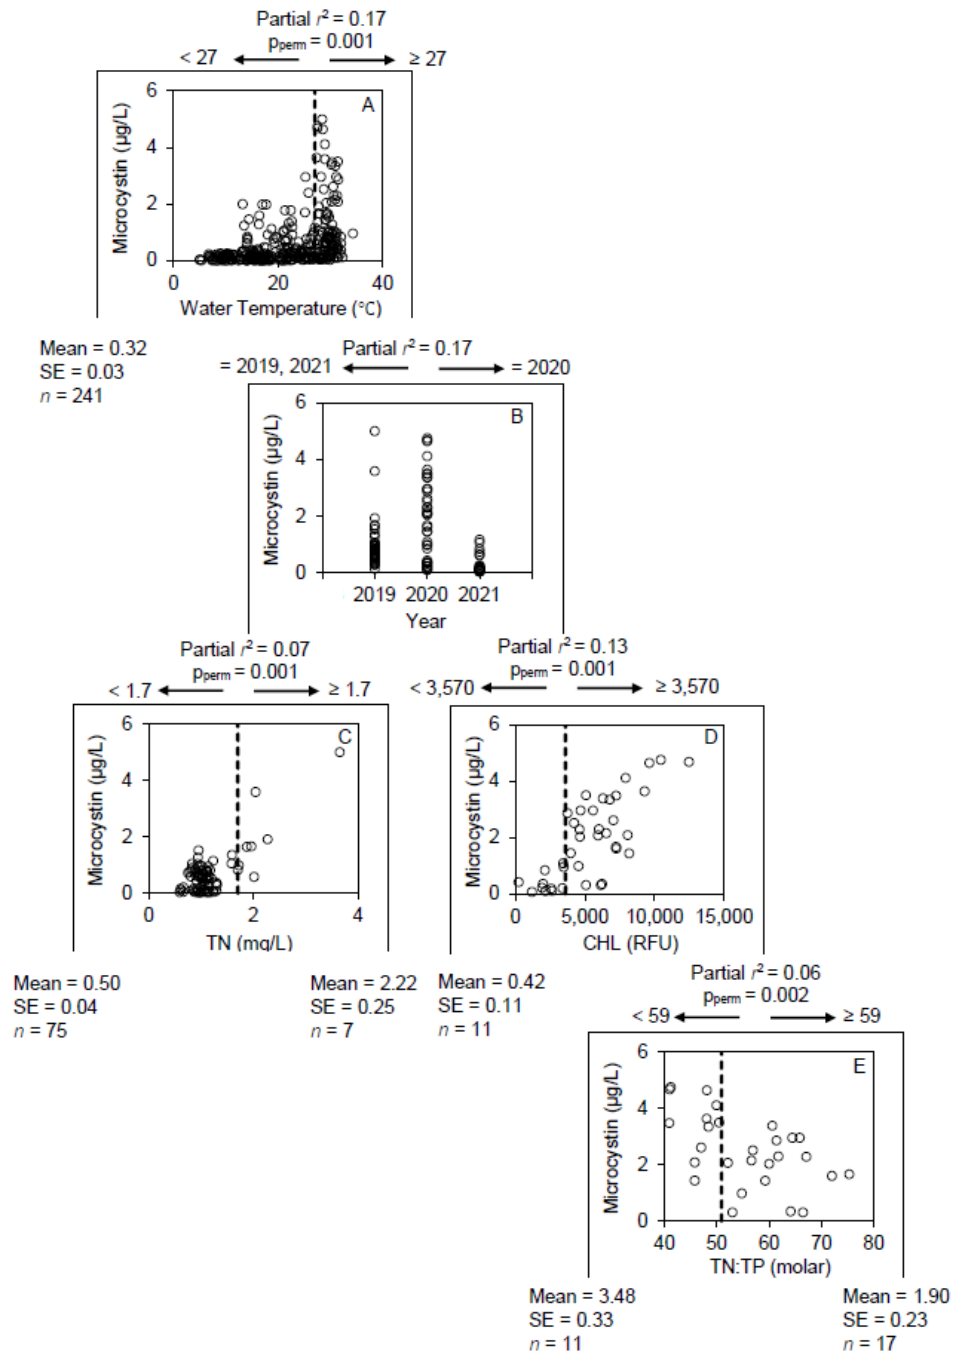 Partial r² = 0.17
pperm = 0.001
< 27 ≥ 27
A
Microcystin (µg/L)
6
4
2
0
0 20 40
Water Temperature (°C)
Mean = 0.32
SE = 0.03
n = 241
Partial r² = 0.17
= 2019, 2021 = 2020
B
Microcystin (µg/L)
6
4
2
0
2019 2020 2021
Year
Partial r² = 0.07
pperm = 0.001
< 1.7 ≥ 1.7
C
Microcystin (µg/L)
6
4
2
0
0 2 4
TN (mg/L)
Mean = 0.50
SE = 0.04
n = 75
Mean = 2.22
SE = 0.25
n = 7
Partial r² = 0.13
pperm = 0.001
< 3,570 ≥ 3,570
D
Microcystin (µg/L)
6
4
2
0
0 5,000 10,000 15,000
CHL (RFU)
Mean = 0.42
SE = 0.11
n = 11
Partial r² = 0.06
pperm = 0.002
< 59 ≥ 59
E
Microcystin (µg/L)
6
4
2
0
40 50 60 70 80
TN:TP (molar)
Mean = 3.48
SE = 0.33
n = 11
Mean = 1.90
SE = 0.23
n = 17